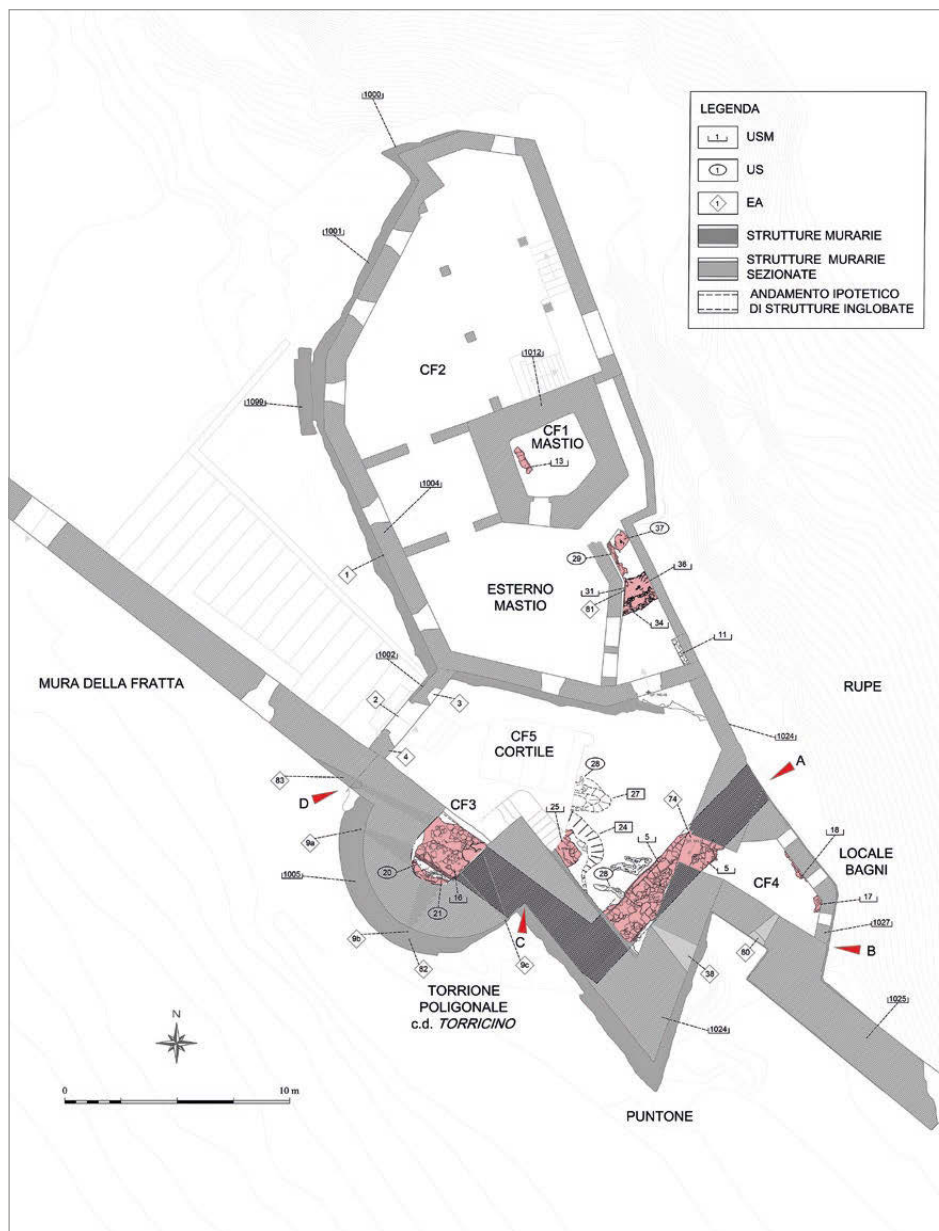 1000
LEGENDA
1 USM
1 US
1 EA
STRUTTURE MURARIE
STRUTTURE MURARIE
SEZIONATE
ANDAMENTO IPOTETICO
DI STRUTTURE INGLOBATE
1001
CF2
1012
1099
CF1
MASTIO
13
1004
37
29
1
ESTERNO
MASTIO
31
36
81
34
11
1002
MURA DELLA FRATTA
2
3
RUPE
CF5
CORTILE
1024
4
83
28
27
A
D
CF3
74
25
24
9a
5
18
LOCALE
BAGNI
28
5
CF4
1005
20
16
17
21
1027
C
9b
80
B
82
9c
38
TORRIONE
POLIGONALE
c.d. TORRICINO
1025
1024
N
0 10 m
PUNTONE